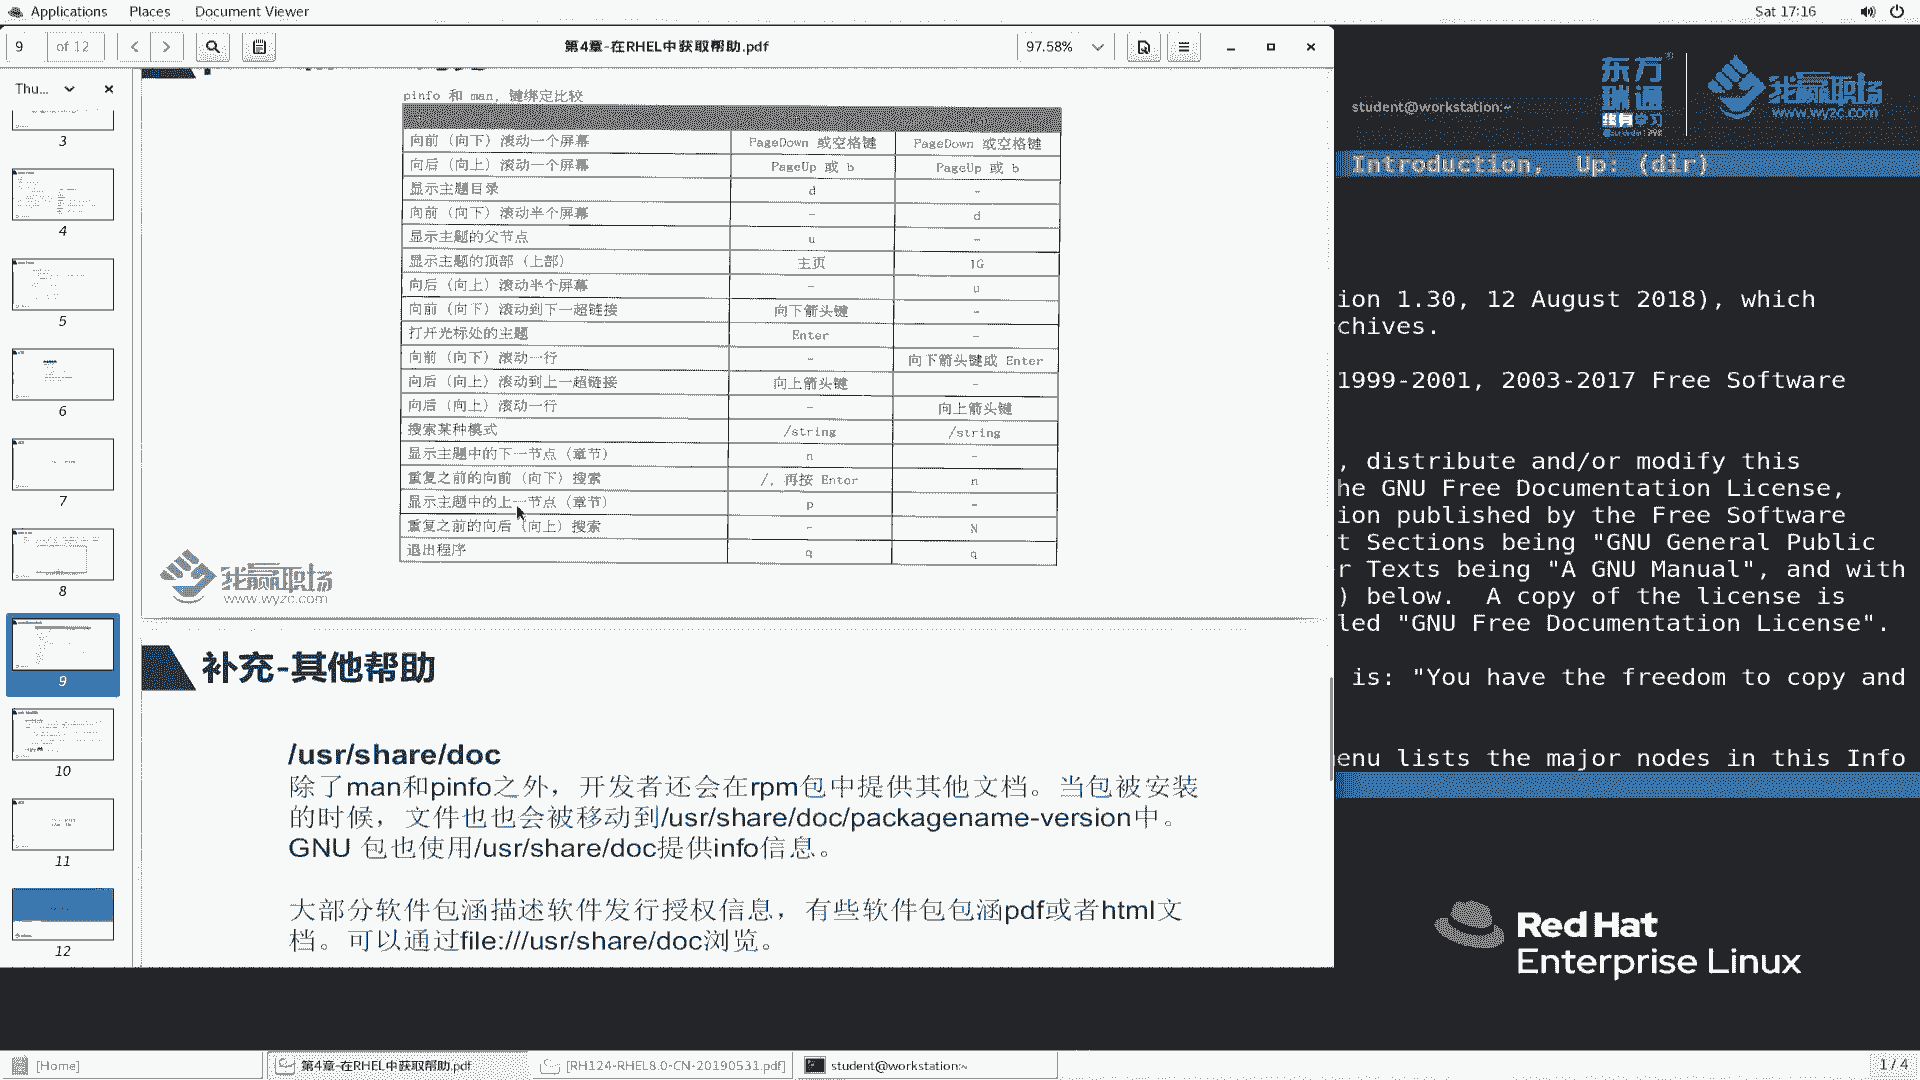 Applications Places Document Viewer Sat 17:16
9 of 12 第4章-在RHEL中获取帮助.pdf 97.58%
Thu...
3
4
5
6
7
8
9
10
11
12
pinfo 和 man, 键绑定比较
向前（向下）滚动一个屏幕 PageDown 或空格键 PageDown 或空格键
向后（向上）滚动一个屏幕 PageUp 或 b PageUp 或 b
显示主题目录 d -
向前（向下）滚动半个屏幕 - d
显示主题的父节点 u -
显示主题的顶部（上部） 主页 1G
向后（向上）滚动半个屏幕 - u
向前（向下）滚动到下一超链接 向下箭头键 -
打开光标处的主题 Enter -
向前（向下）滚动一行 - 向下箭头键或 Enter
向后（向上）滚动到上一超链接 向上箭头键 -
向后（向上）滚动一行 - 向上箭头键
搜索某种模式 /string /string
显示主题中的下一节点（章节） n -
重复之前的向前（向下）搜索 /, 再按 Enter n
显示主题中的上一节点（章节） p -
重复之前的向后（向上）搜索 - N
退出程序 q q
我赢职场
www.wyzc.com
补充-其他帮助
/usr/share/doc
除了man和pinfo之外，开发者还会在rpm包中提供其他文档。当包被安装
的时候，文件也也会被移动到/usr/share/doc/packagename-version中。
GNU 包也使用/usr/share/doc提供info信息。
大部分软件包涵描述软件发行授权信息，有些软件包包涵pdf或者html文
档。可以通过file:///usr/share/doc浏览。
student@workstation:~
东方
瑞通
终身学习
我赢职场
www.wyzc.com
Introduction, Up: (dir)
ion 1.30, 12 August 2018), which
chives.
1999-2001, 2003-2017 Free Software
, distribute and/or modify this
he GNU Free Documentation License,
ion published by the Free Software
t Sections being "GNU General Public
r Texts being "A GNU Manual", and with
) below. A copy of the license is
led "GNU Free Documentation License".
is: "You have the freedom to copy and
enu lists the major nodes in this Info
Red Hat
Enterprise Linux
[Home] 第4章-在RHEL中获取帮助.pdf [RH124-RHEL8.0-CN-20190531.pdf] student@workstation:~ 1 / 4